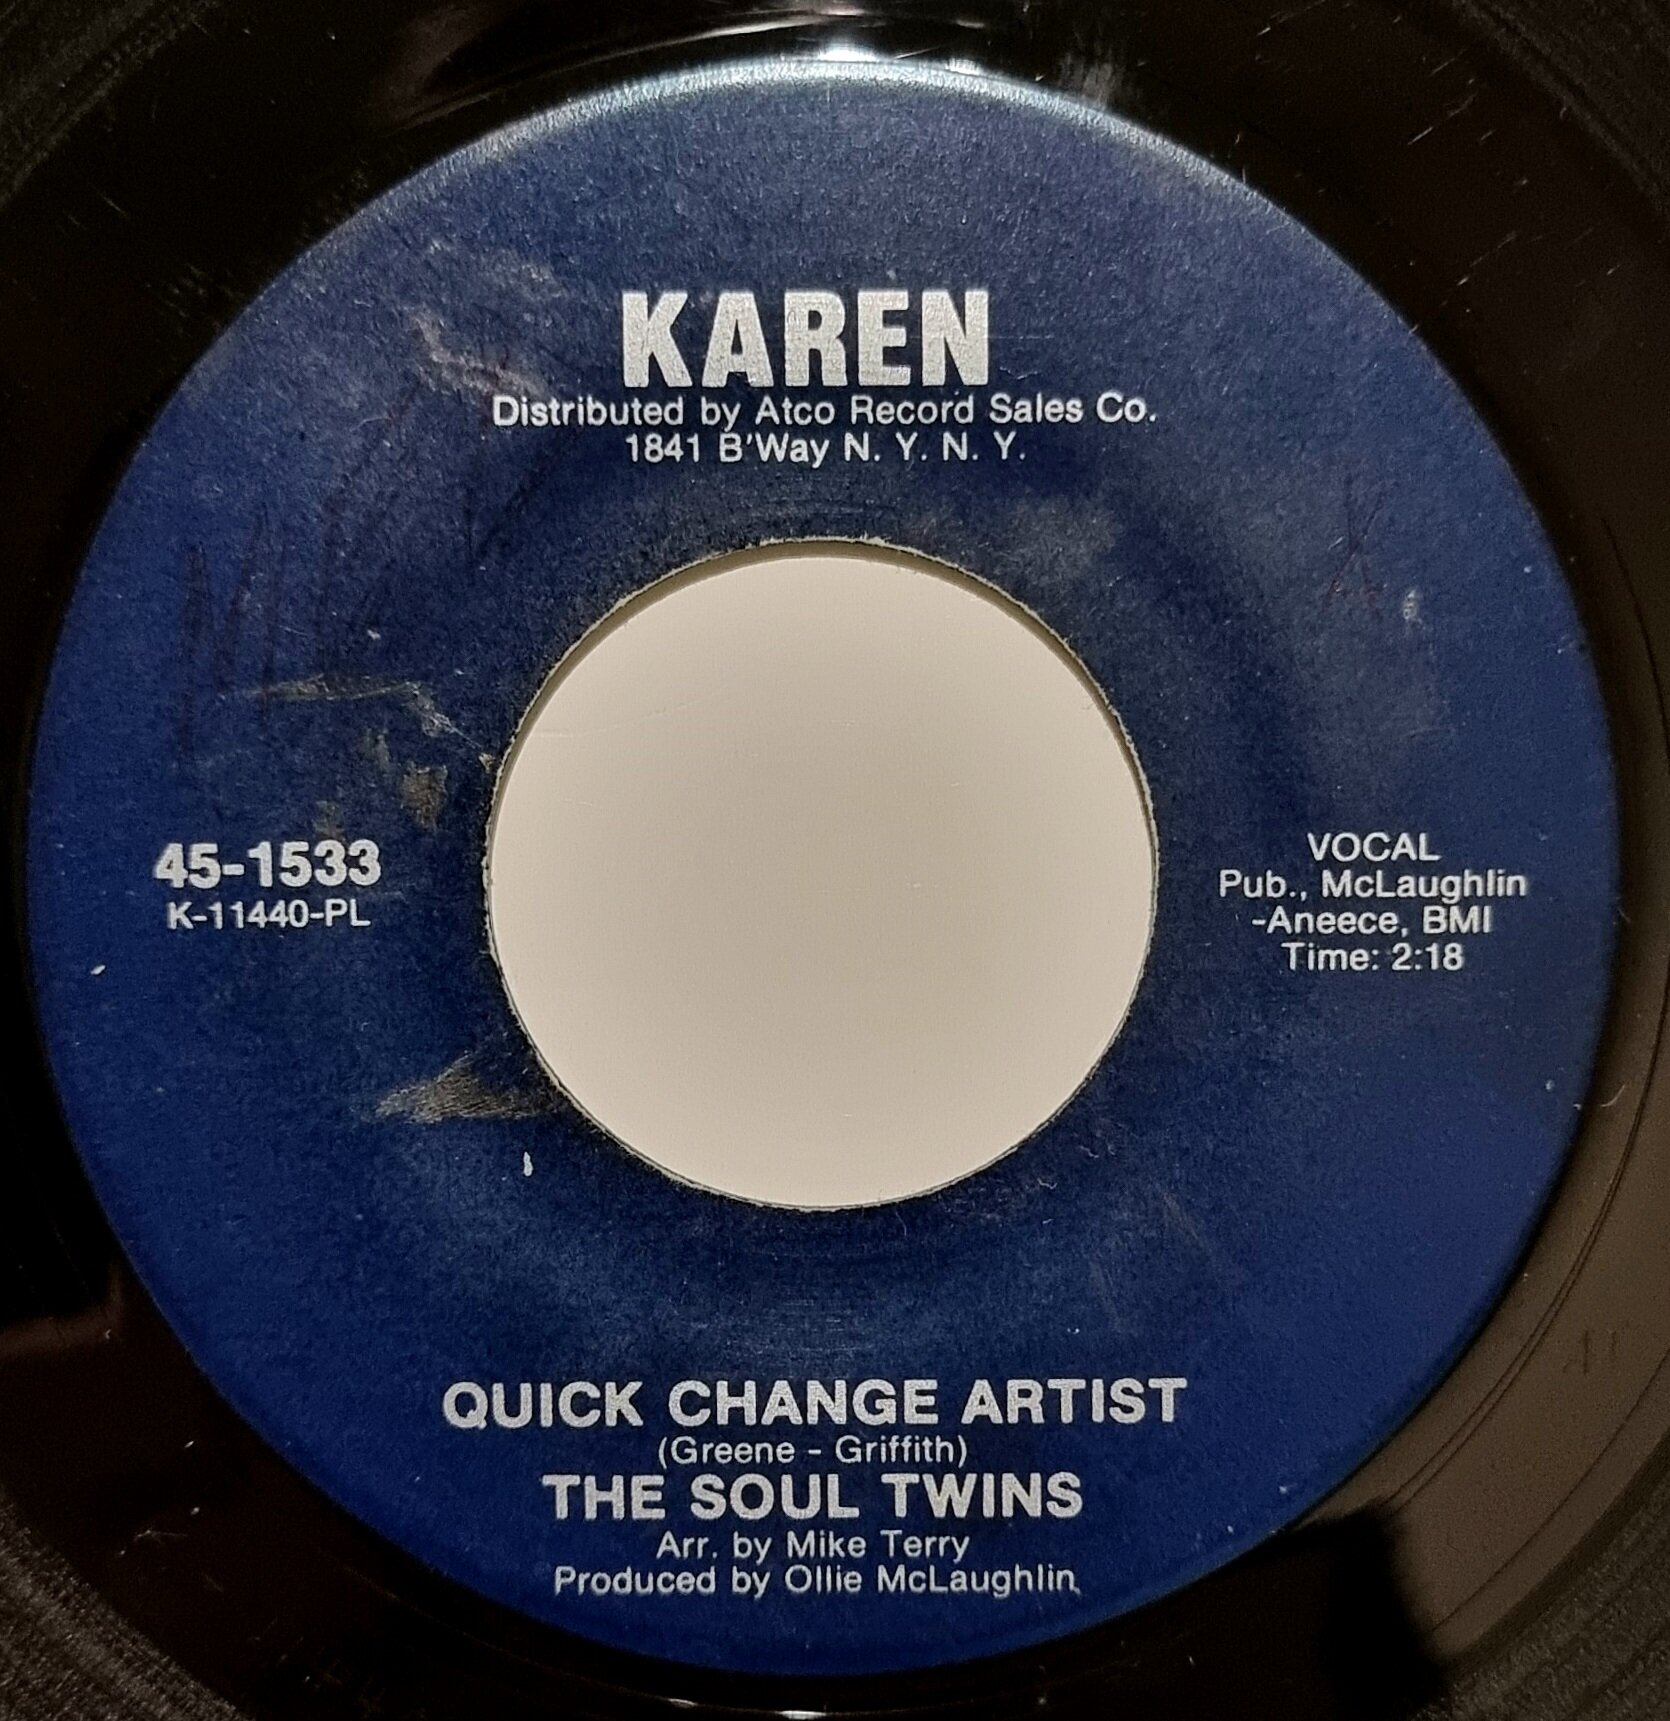 KAREN
Distributed by Atco Record Sales Co.
1841 B'Way N. Y. N. Y.
45-1533
K-11440-PL
VOCAL
Pub., McLaughlin
-Aneece, BMI
Time: 2:18
QUICK CHANGE ARTIST
(Greene - Griffith)
THE SOUL TWINS
Arr. by Mike Terry
Produced by Ollie McLaughlin